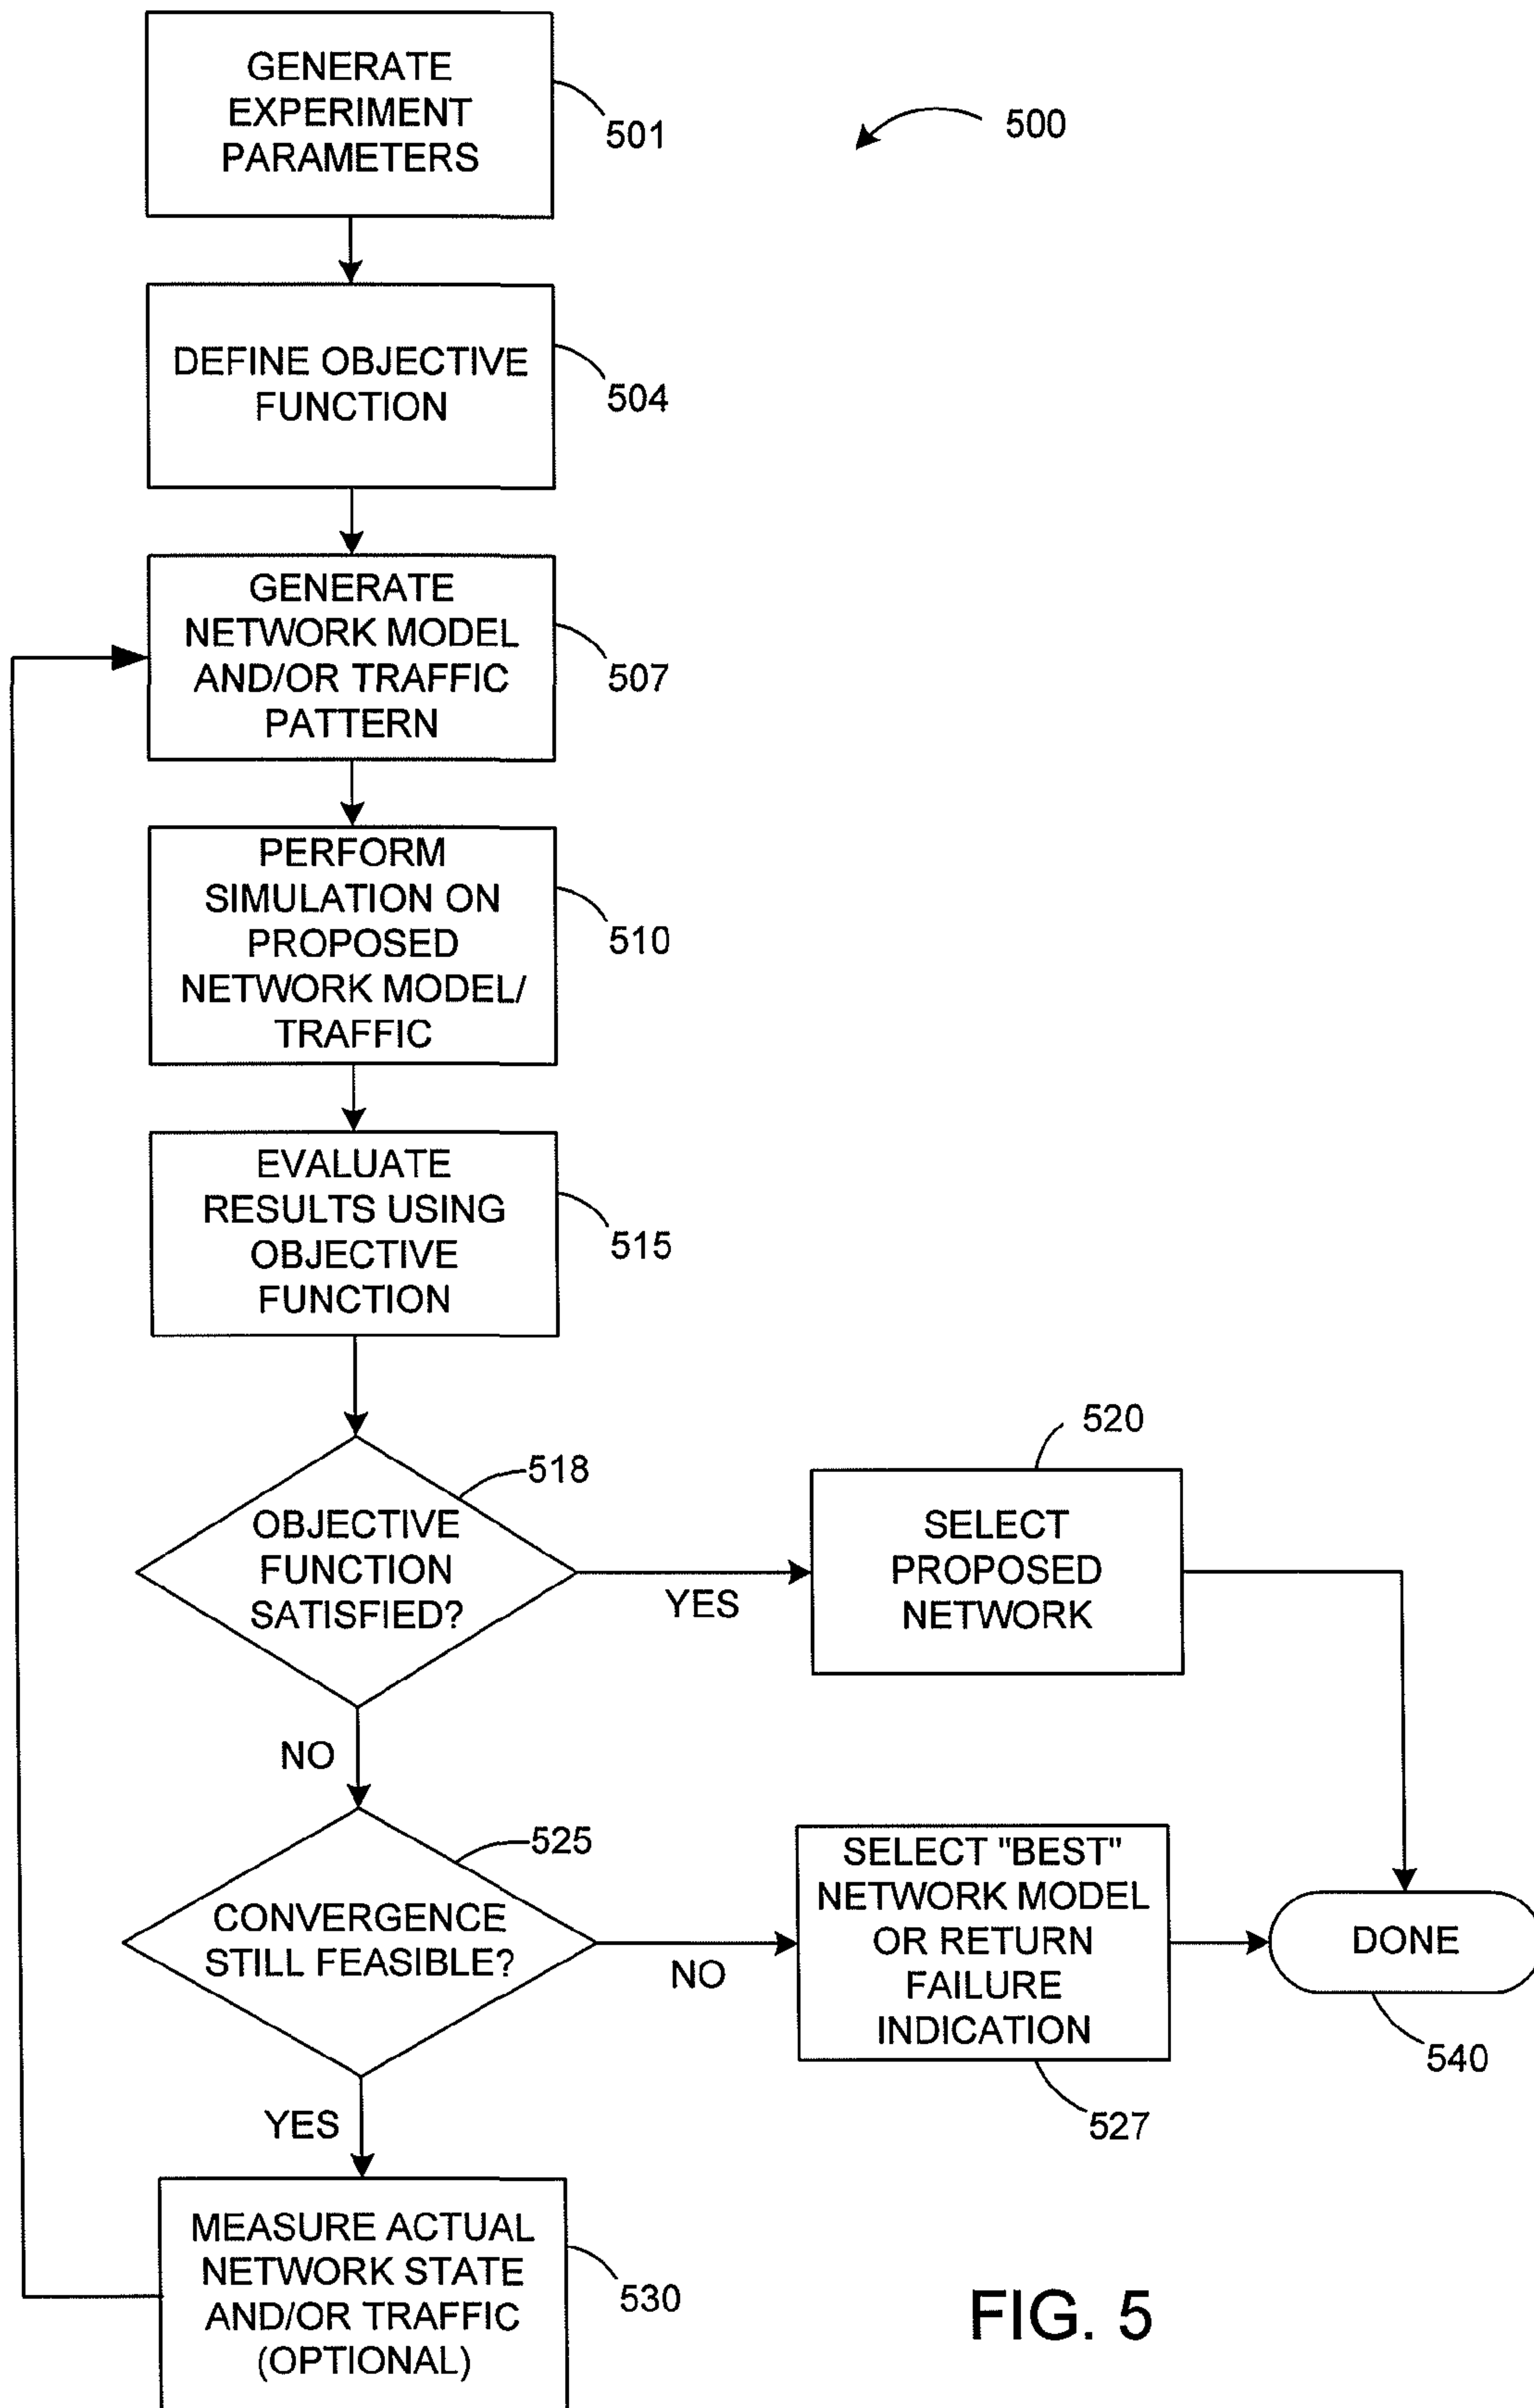 GENERATE
EXPERIMENT
PARAMETERS
501
500
DEFINE OBJECTIVE
FUNCTION
504
GENERATE
NETWORK MODEL
AND/OR TRAFFIC
PATTERN
507
PERFORM
SIMULATION ON
PROPOSED
NETWORK MODEL/
TRAFFIC
510
EVALUATE
RESULTS USING
OBJECTIVE
FUNCTION
515
OBJECTIVE
FUNCTION
SATISFIED?
518
YES
520
SELECT
PROPOSED
NETWORK
NO
CONVERGENCE
STILL FEASIBLE?
525
NO
SELECT "BEST"
NETWORK MODEL
OR RETURN
FAILURE
INDICATION
527
DONE
540
YES
MEASURE ACTUAL
NETWORK STATE
AND/OR TRAFFIC
(OPTIONAL)
530
FIG. 5